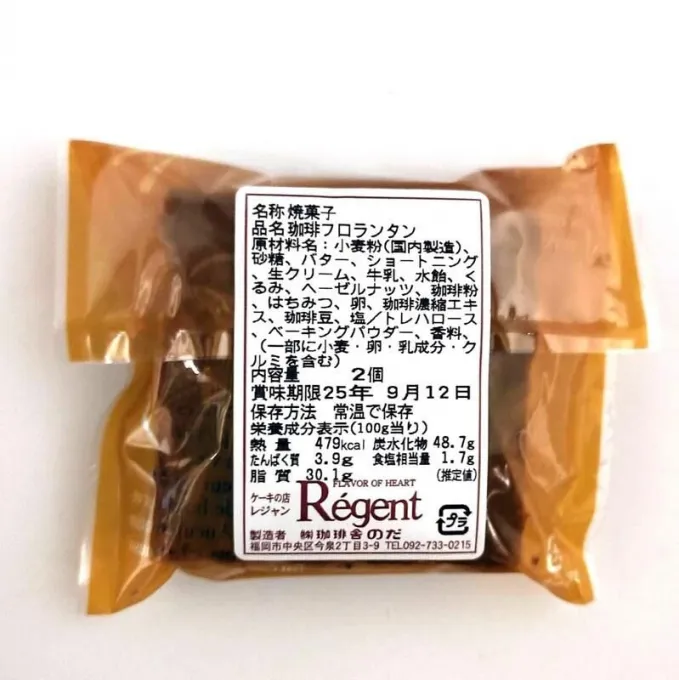 名称 焼菓子
品名 珈琲フロランタン
原材料名：小麦粉(国内製造)、
砂糖、バター、ショートニング
、生クリーム、牛乳、水飴、く
るみ、ヘーゼルナッツ、珈琲粉
、はちみつ、卵、珈琲濃縮エキ
ス、珈琲豆、塩／トレハロース
、ベーキングパウダー、香料、
(一部に小麦・卵・乳成分・ク
ルミを含む)
内容量 2個
賞味期限25年 9月12日
保存方法 常温で保存
栄養成分表示(100g当り)
熱量 479kcal 炭水化物 48.7g
たんぱく質 3.9g 食塩相当量 1.7g
脂質 30.1g (推定値)
FLAVOR OF HEART
ケーキの店
レジャン
Régent
プラ
製造者 ㈱珈琲舎のだ
福岡市中央区今泉2丁目3-9 TEL092-733-0215